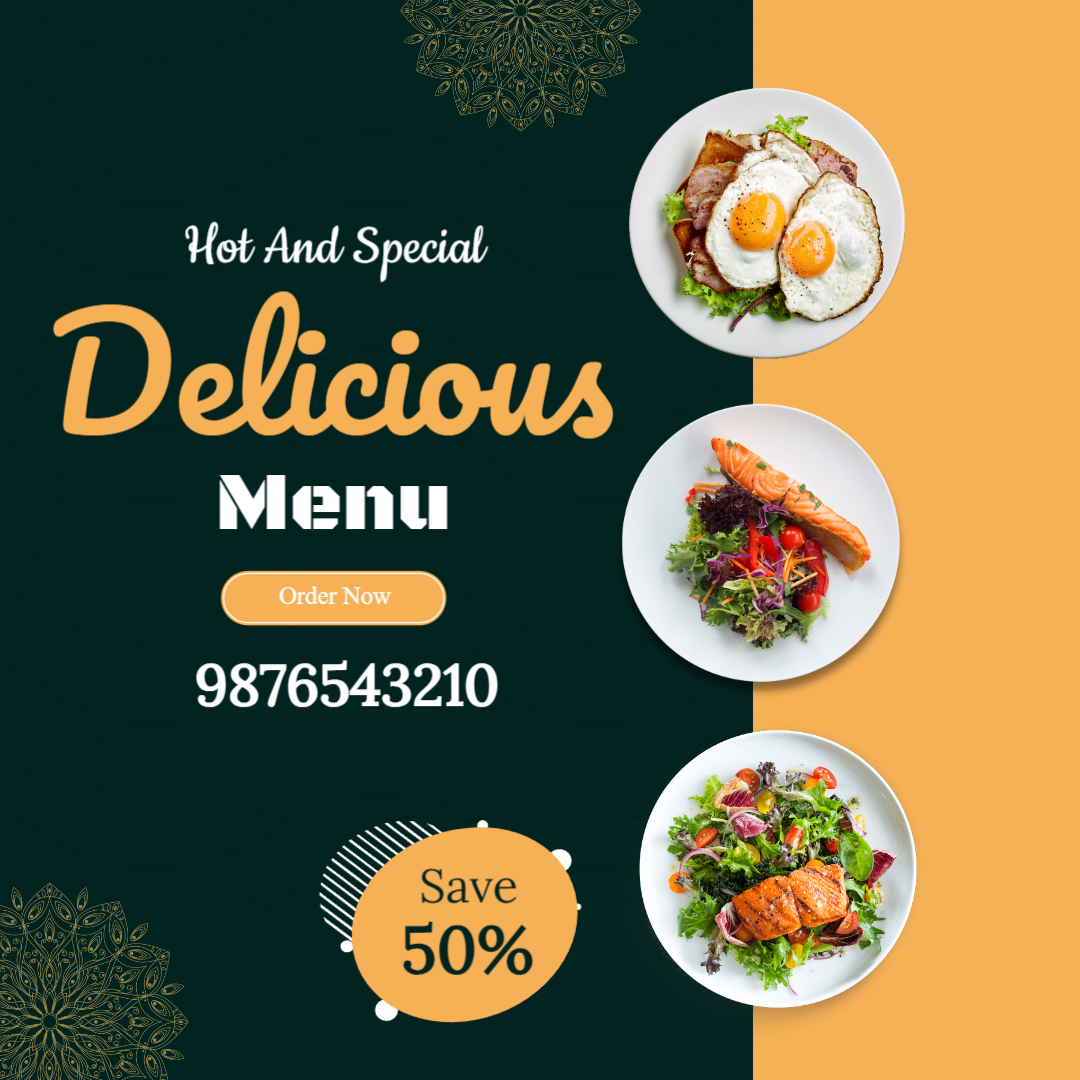 Hot And Special
Delicious
Menu
Order Now
9876543210
Save
50%